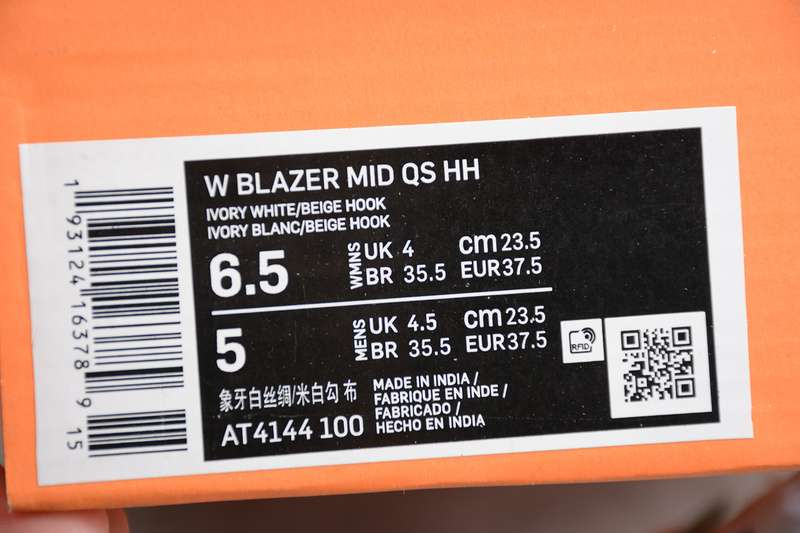 W BLAZER MID QS HH
IVORY WHITE/BEIGE HOOK
IVORY BLANC/BEIGE HOOK
6.5
WMNS
UK 4 cm 23.5
BR 35.5 EUR 37.5
5
MENS
UK 4.5 cm 23.5
BR 35.5 EUR 37.5
象牙白丝绸/米白勾 布
AT4144 100
MADE IN INDIA /
FABRIQUE EN INDE /
FABRICADO /
HECHO EN INDIA
RFID
1 93124 16378 9 15